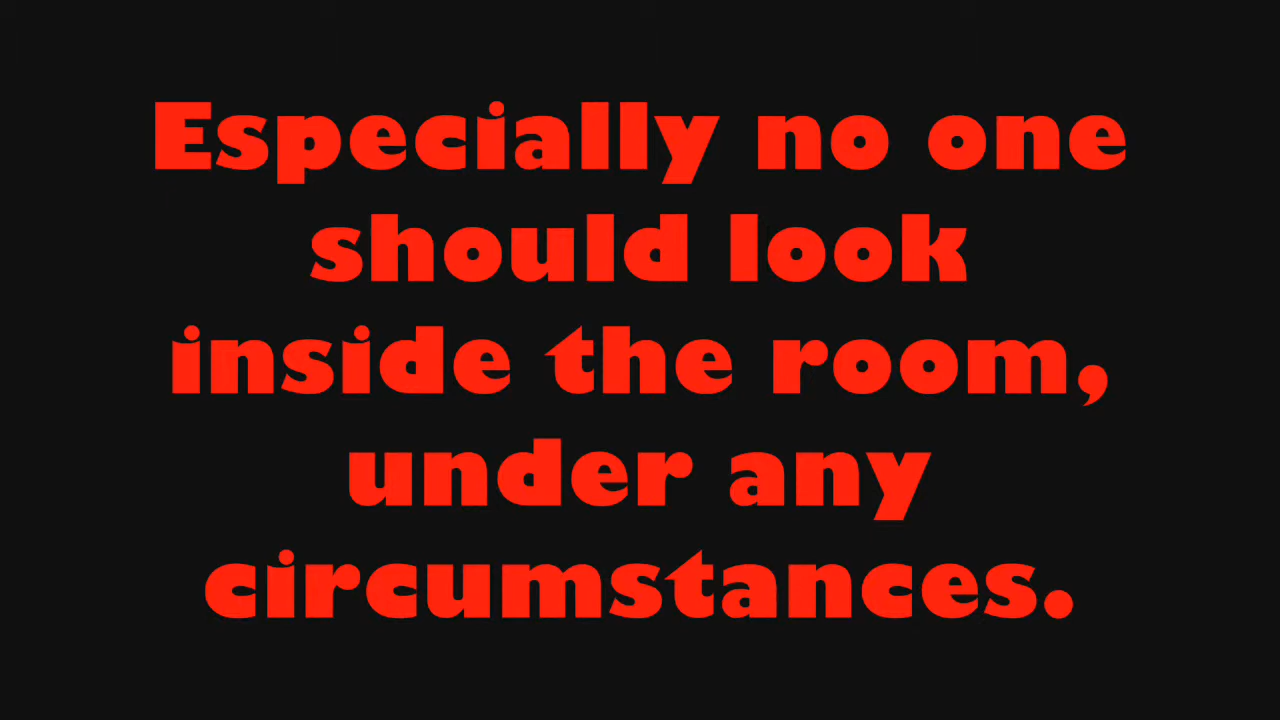 Especially no one
should look
inside the room,
under any
circumstances.